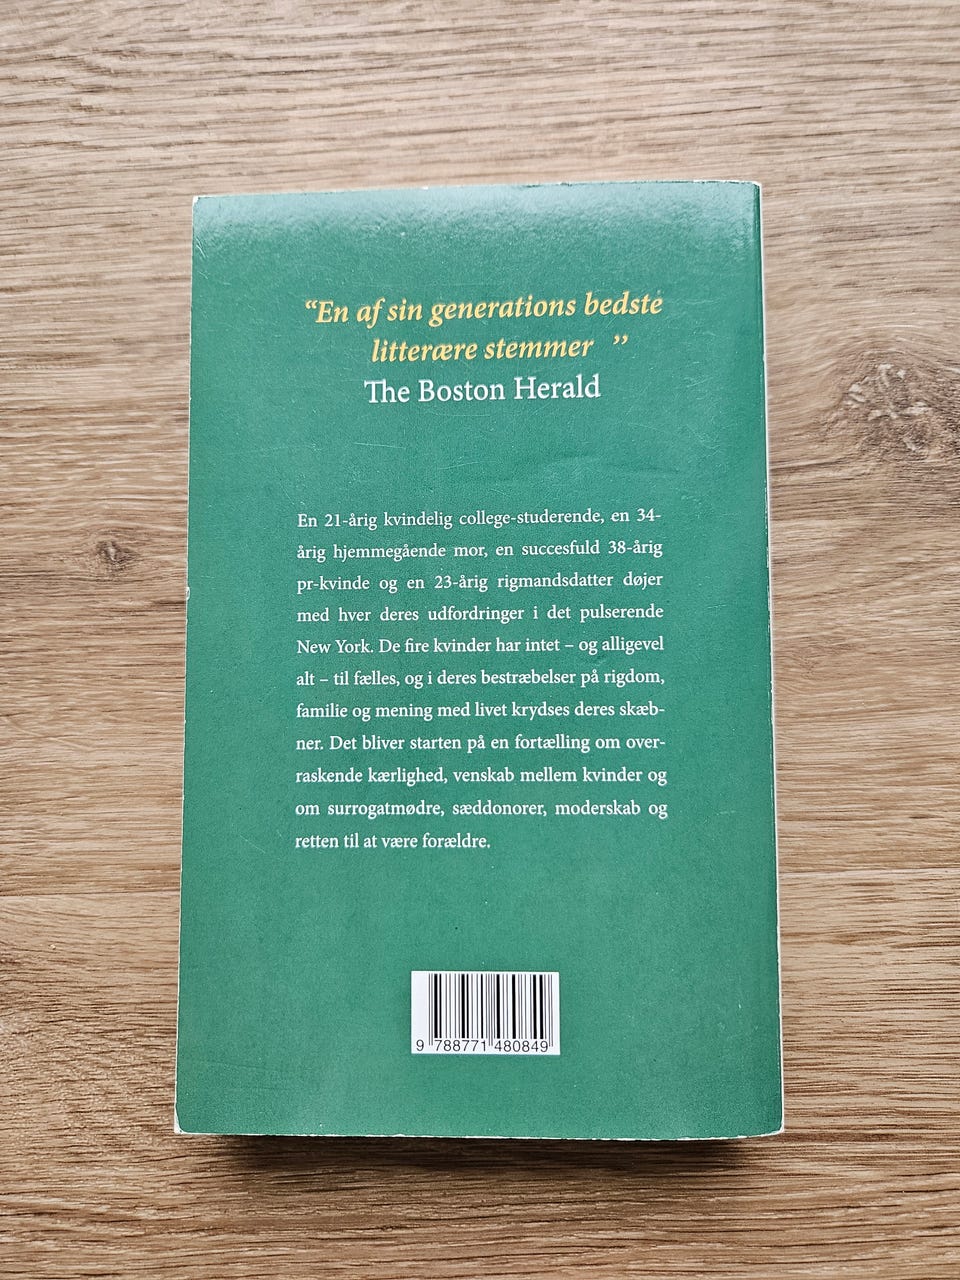 “En af sin generations bedste
litterære stemmer ”
The Boston Herald
En 21-årig kvindelig college-studerende, en 34-
årig hjemmegående mor, en succesfuld 38-årig
pr-kvinde og en 23-årig rigmandsdatter døjer
med hver deres udfordringer i det pulserende
New York. De fire kvinder har intet – og alligevel
alt – til fælles, og i deres bestræbelser på rigdom,
familie og mening med livet krydses deres skæb-
ner. Det bliver starten på en fortælling om over-
raskende kærlighed, venskab mellem kvinder og
om surrogatmødre, sæddonorer, moderskab og
retten til at være forældre.
9 788771 480849